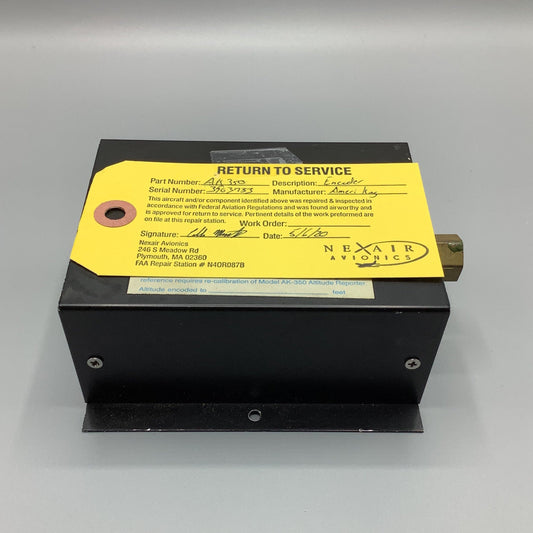 RETURN TO SERVICE
Part Number: AK 350 Description: Encoder
Serial Number: 3963733 Manufacturer: Ameri King
This aircraft and/or component identified above was repaired & inspected in
accordance with Federal Aviation Regulations and was found airworthy and
is approved for return to service. Pertinent details of the work preformed are
on file at this repair station.
Work Order:
Signature: Date: 5/6/20
Nexair Avionics
246 S Meadow Rd
Plymouth, MA 02360
FAA Repair Station # N4OR087B
NEXAIR
AVIONICS
reference requires re-calibration of Model AK-350 Altitude Reporter.
Altitude encoded to feet